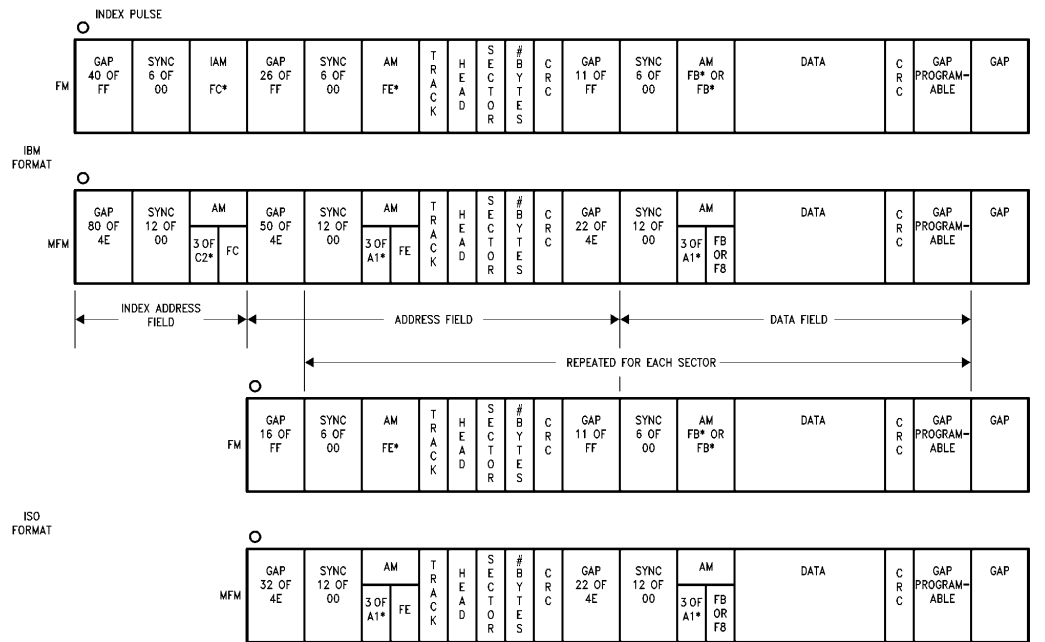 INDEX PULSE
FM
GAP 40 OF FF
SYNC 6 OF 00
IAM FC*
GAP 26 OF FF
SYNC 6 OF 00
AM FE*
TRACK
HEAD
SECTOR
#BYTES
CRC
GAP 11 OF FF
SYNC 6 OF 00
AM FB* OR FB*
DATA
CRC
GAP PROGRAM-ABLE
GAP
IBM FORMAT
MFM
GAP 80 OF 4E
SYNC 12 OF 00
AM
3 OF C2*
FC
GAP 50 OF 4E
SYNC 12 OF 00
AM
3 OF A1*
FE
TRACK
HEAD
SECTOR
#BYTES
CRC
GAP 22 OF 4E
SYNC 12 OF 00
AM
3 OF A1*
FB OR F8
DATA
CRC
GAP PROGRAM-ABLE
GAP
INDEX ADDRESS FIELD
ADDRESS FIELD
DATA FIELD
REPEATED FOR EACH SECTOR
FM
GAP 16 OF FF
SYNC 6 OF 00
AM FE*
TRACK
HEAD
SECTOR
#BYTES
CRC
GAP 11 OF FF
SYNC 6 OF 00
AM FB* OR FB*
DATA
CRC
GAP PROGRAM-ABLE
GAP
ISO FORMAT
MFM
GAP 32 OF 4E
SYNC 12 OF 00
AM
3 OF A1*
FE
TRACK
HEAD
SECTOR
#BYTES
CRC
GAP 22 OF 4E
SYNC 12 OF 00
AM
3 OF A1*
FB OR F8
DATA
CRC
GAP PROGRAM-ABLE
GAP